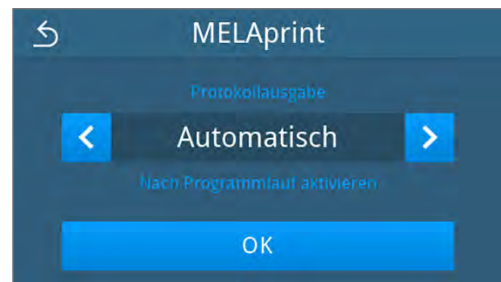 MELAprint
Protokollausgabe
Automatisch
Nach Programmlauf aktivieren
OK